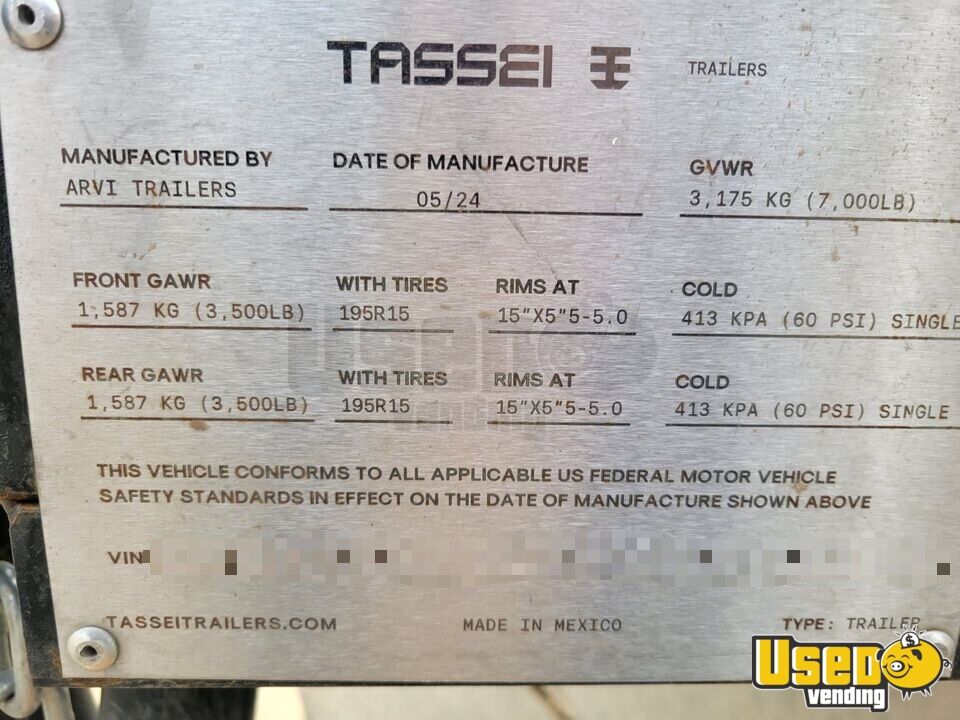 TASSEI TRAILERS
MANUFACTURED BY DATE OF MANUFACTURE GVWR
ARVI TRAILERS 05/24 3,175 KG (7,000LB)
FRONT GAWR WITH TIRES RIMS AT COLD
1,587 KG (3,500LB) 195R15 15"X5"5-5.0 413 KPA (60 PSI) SINGLE
REAR GAWR WITH TIRES RIMS AT COLD
1,587 KG (3,500LB) 195R15 15"X5"5-5.0 413 KPA (60 PSI) SINGLE
THIS VEHICLE CONFORMS TO ALL APPLICABLE US FEDERAL MOTOR VEHICLE
SAFETY STANDARDS IN EFFECT ON THE DATE OF MANUFACTURE SHOWN ABOVE
VIN
TASSEITRAILERS.COM MADE IN MEXICO TYPE: TRAILER
Used
vending